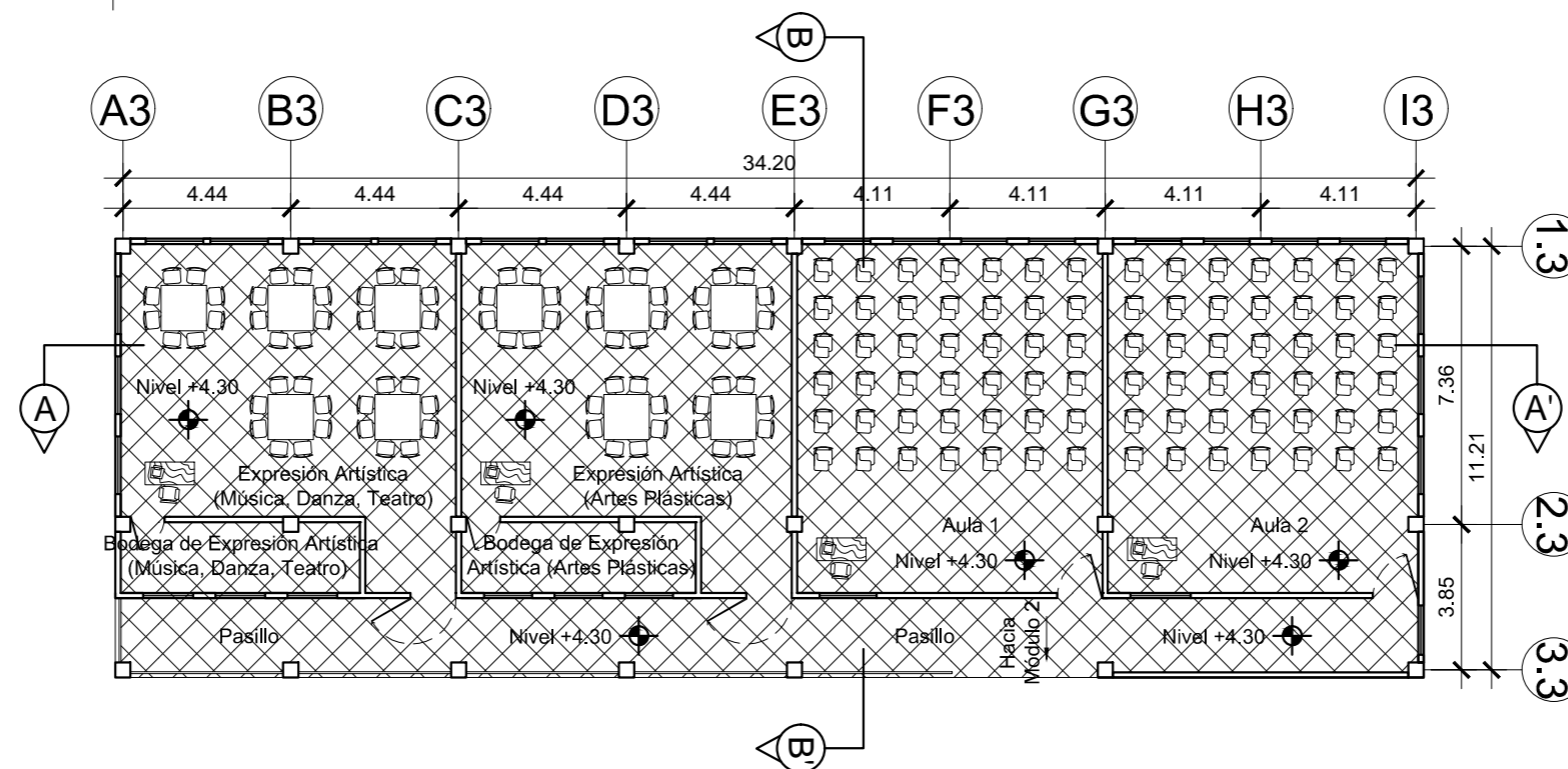 B
A3
B3
C3
D3
E3
F3
G3
H3
I3
34.20
4.44
4.44
4.44
4.44
4.11
4.11
4.11
4.11
1.3
A
Nivel +4.30
Nivel +4.30
7.36
11.21
A'
Expresión Artística
(Música, Danza, Teatro)
Expresión Artística
(Artes Plásticas)
Aula 1
Nivel +4.30
Aula 2
Nivel +4.30
2.3
Bodega de Expresión Artística
(Música, Danza, Teatro)
Bodega de Expresión
Artística (Artes Plásticas)
3.85
Pasillo
Nivel +4.30
Pasillo
Hacia
Módulo 2
Nivel +4.30
3.3
B'